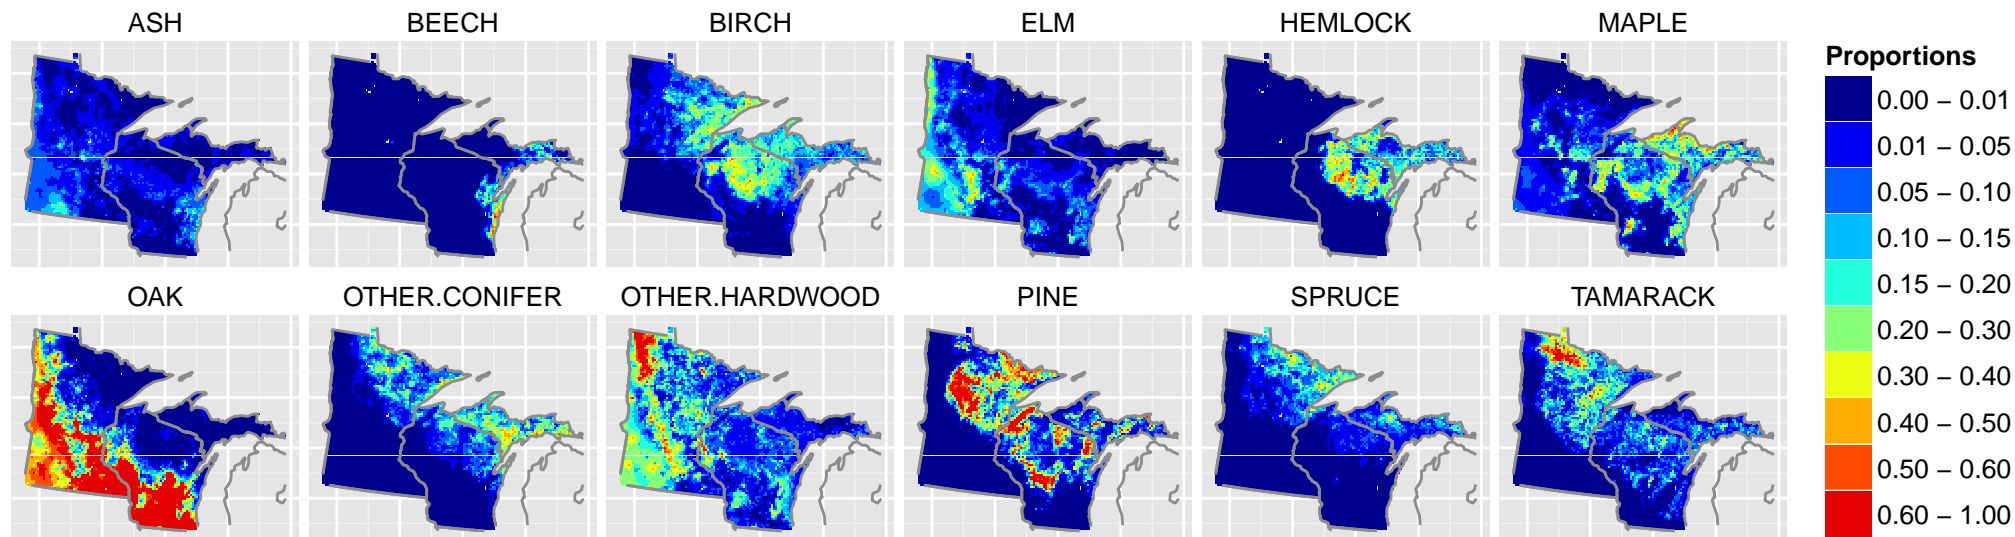 ASH BEECH BIRCH ELM HEMLOCK MAPLE
OAK OTHER.CONIFER OTHER.HARDWOOD PINE SPRUCE TAMARACK
Proportions
0.00 – 0.01
0.01 – 0.05
0.05 – 0.10
0.10 – 0.15
0.15 – 0.20
0.20 – 0.30
0.30 – 0.40
0.40 – 0.50
0.50 – 0.60
0.60 – 1.00